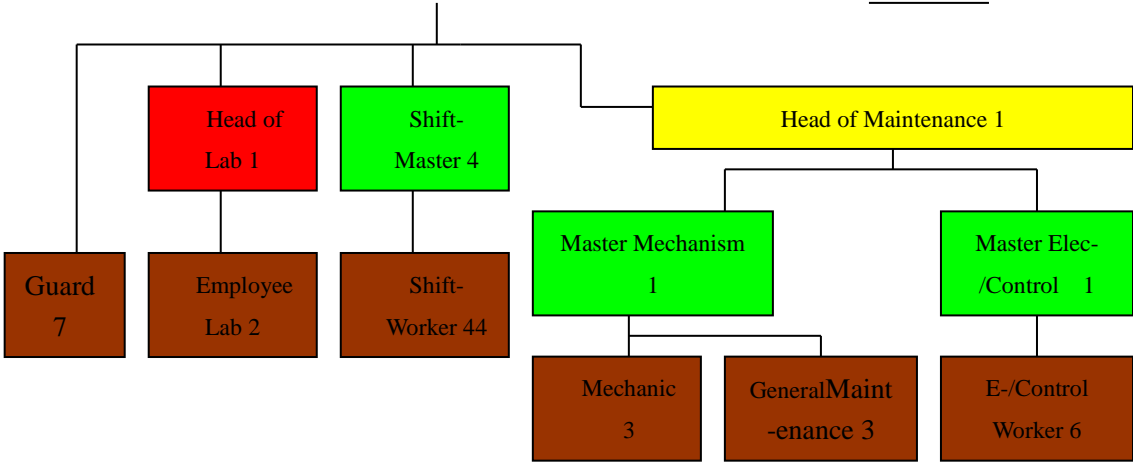 Head of
Lab 1
Shift-
Master 4
Head of Maintenance 1
Master Mechanism
1
Master Elec-
/Control 1
Guard
7
Employee
Lab 2
Shift-
Worker 44
Mechanic
3
GeneralMaint
-enance 3
E-/Control
Worker 6